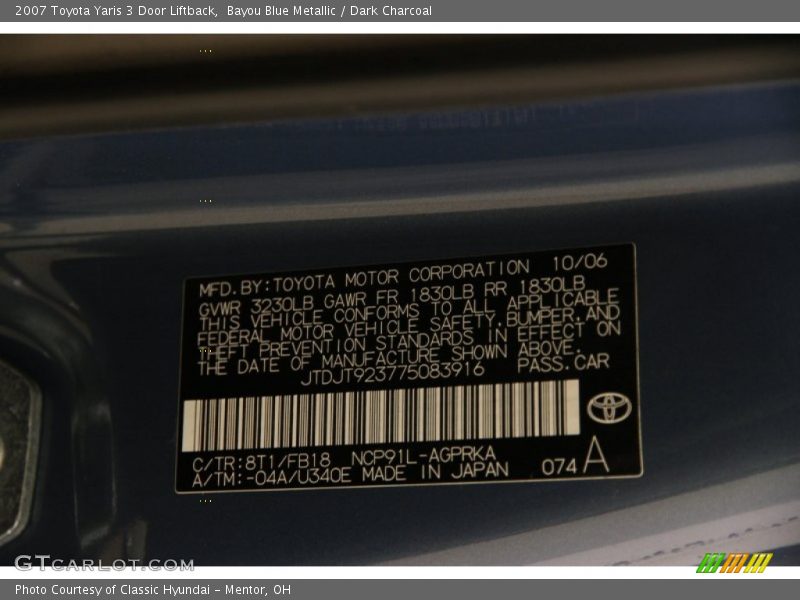 2007 Toyota Yaris 3 Door Liftback,  Bayou Blue Metallic / Dark Charcoal
MFD. BY: TOYOTA MOTOR CORPORATION 10/06
GVWR 3230LB GAWR FR 1830LB RR 1830LB
THIS VEHICLE CONFORMS TO ALL APPLICABLE
FEDERAL MOTOR VEHICLE SAFETY, BUMPER, AND
THEFT PREVENTION STANDARDS IN EFFECT ON
THE DATE OF MANUFACTURE SHOWN ABOVE.
JTDJT923775083916 PASS. CAR
C/TR: 8T1/FB18 NCP91L-AGPRKA
A/TM: -04A/U340E MADE IN JAPAN 074 A
GTcarlot.com
Photo Courtesy of Classic Hyundai - Mentor, OH